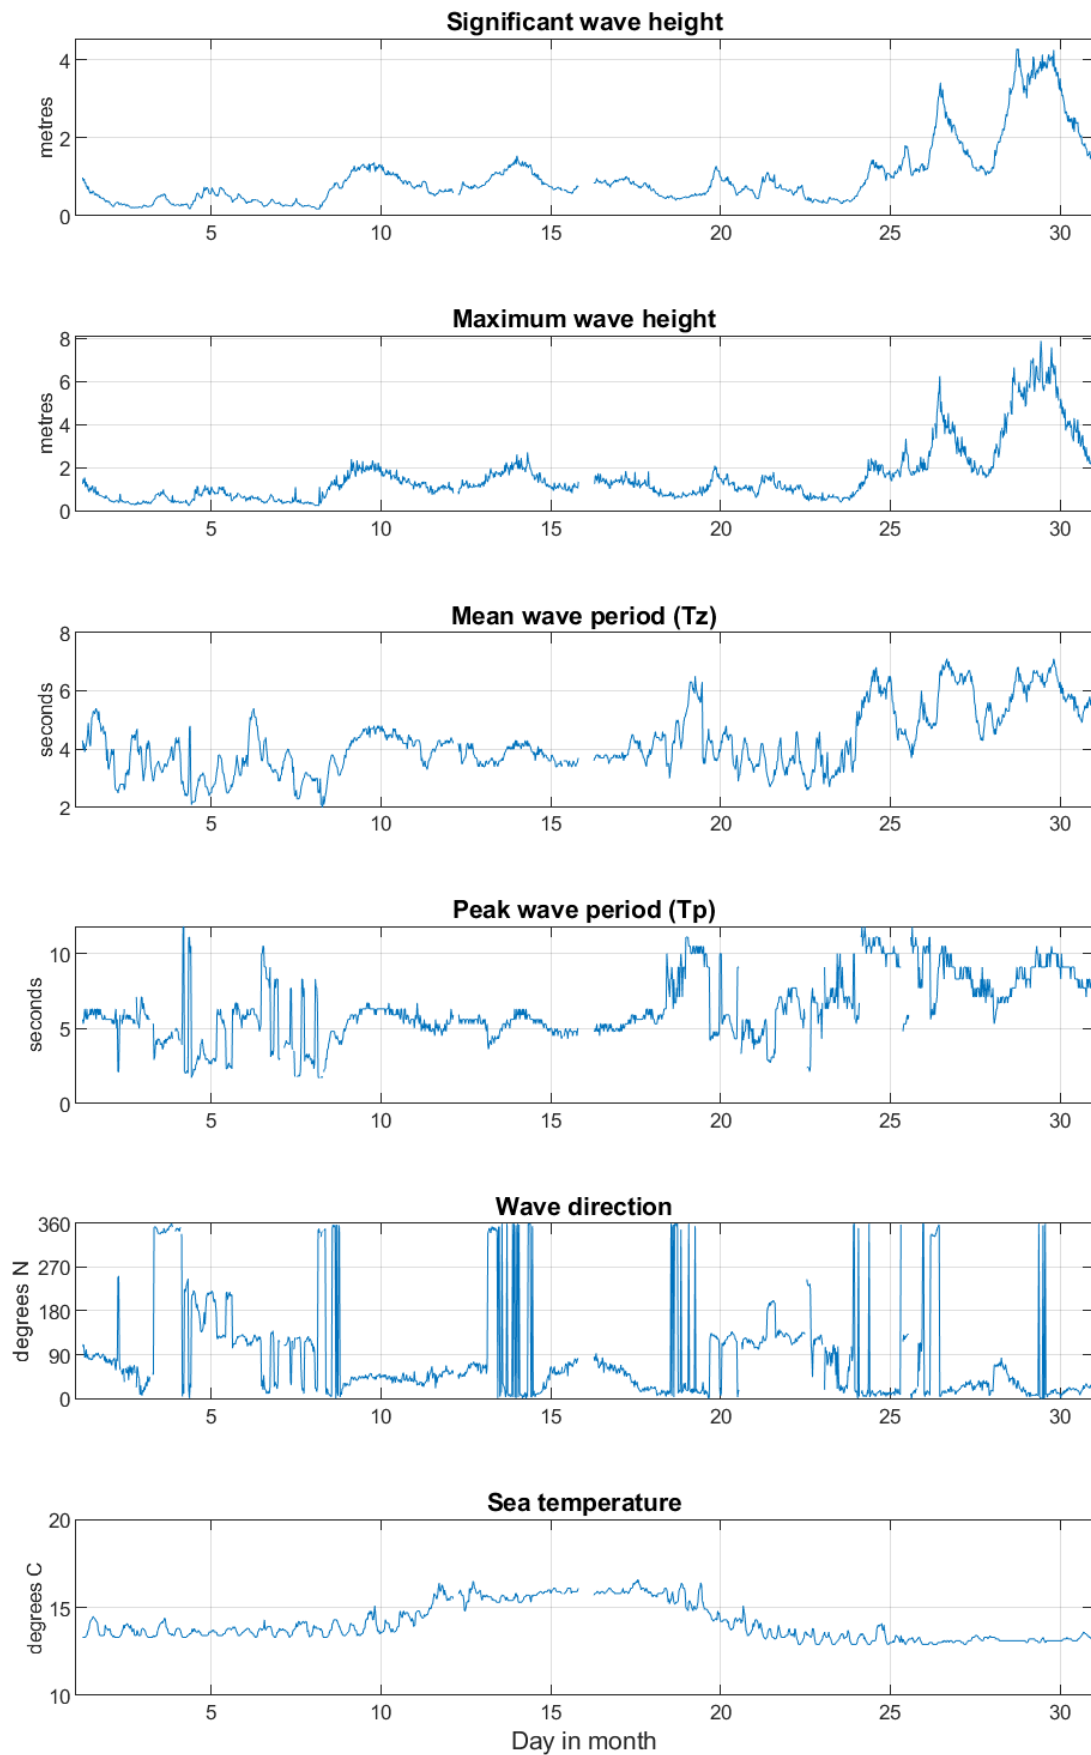 Significant wave height
metres
4
2
0
5 10 15 20 25 30
Maximum wave height
metres
8
6
4
2
0
5 10 15 20 25 30
Mean wave period (Tz)
seconds
8
6
4
2
5 10 15 20 25 30
Peak wave period (Tp)
seconds
10
5
0
5 10 15 20 25 30
Wave direction
degrees N
360
270
180
90
0
5 10 15 20 25 30
Sea temperature
degrees C
20
15
10
5 10 15 20 25 30
Day in month